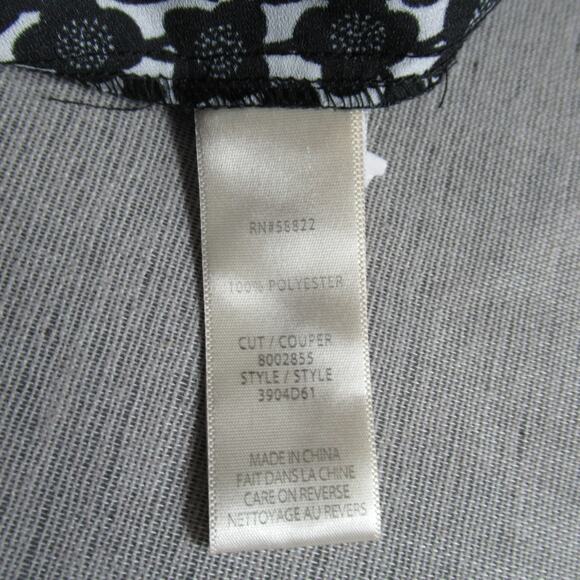 RN#58822
100% POLYESTER
CUT / COUPER
8002855
STYLE / STYLE
3904D61
MADE IN CHINA
FAIT DANS LA CHINE
CARE ON REVERSE
NETTOYAGE AU REVERS